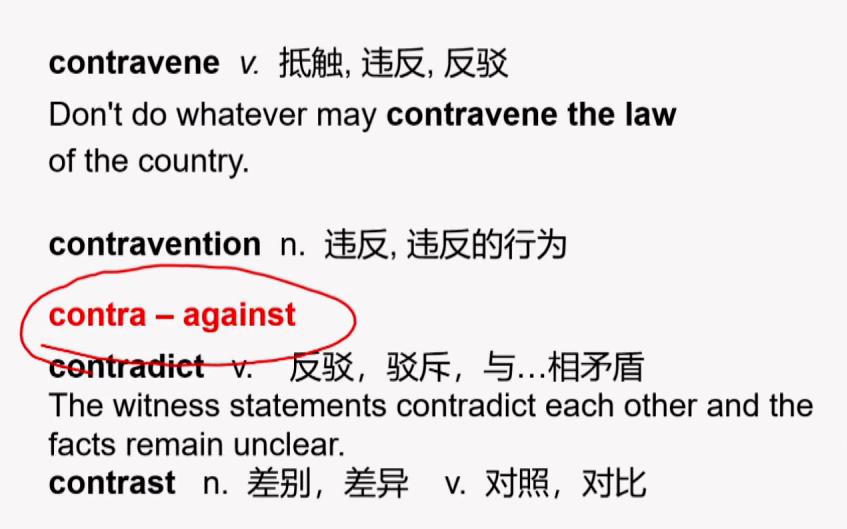 contravene v. 抵触, 违反, 反驳
Don't do whatever may contravene the law
of the country.
contravention n. 违反, 违反的行为
contra – against
contradict v. 反驳，驳斥，与…相矛盾
The witness statements contradict each other and the
facts remain unclear.
contrast n. 差别，差异 v. 对照，对比